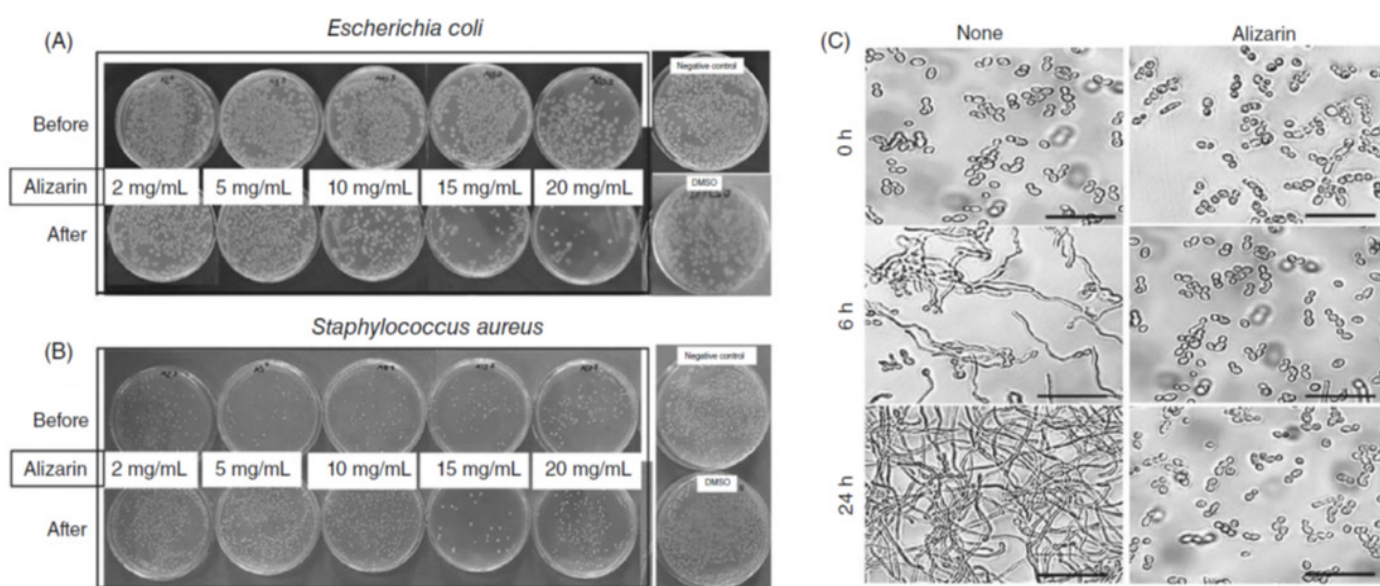 (A)
Escherichia coli
Negative control
Before
Alizarin
2 mg/mL
5 mg/mL
10 mg/mL
15 mg/mL
20 mg/mL
DMSO
After
(B)
Staphylococcus aureus
Negative control
Before
Alizarin
2 mg/mL
5 mg/mL
10 mg/mL
15 mg/mL
20 mg/mL
DMSO
After
(C)
None
Alizarin
0 h
6 h
24 h